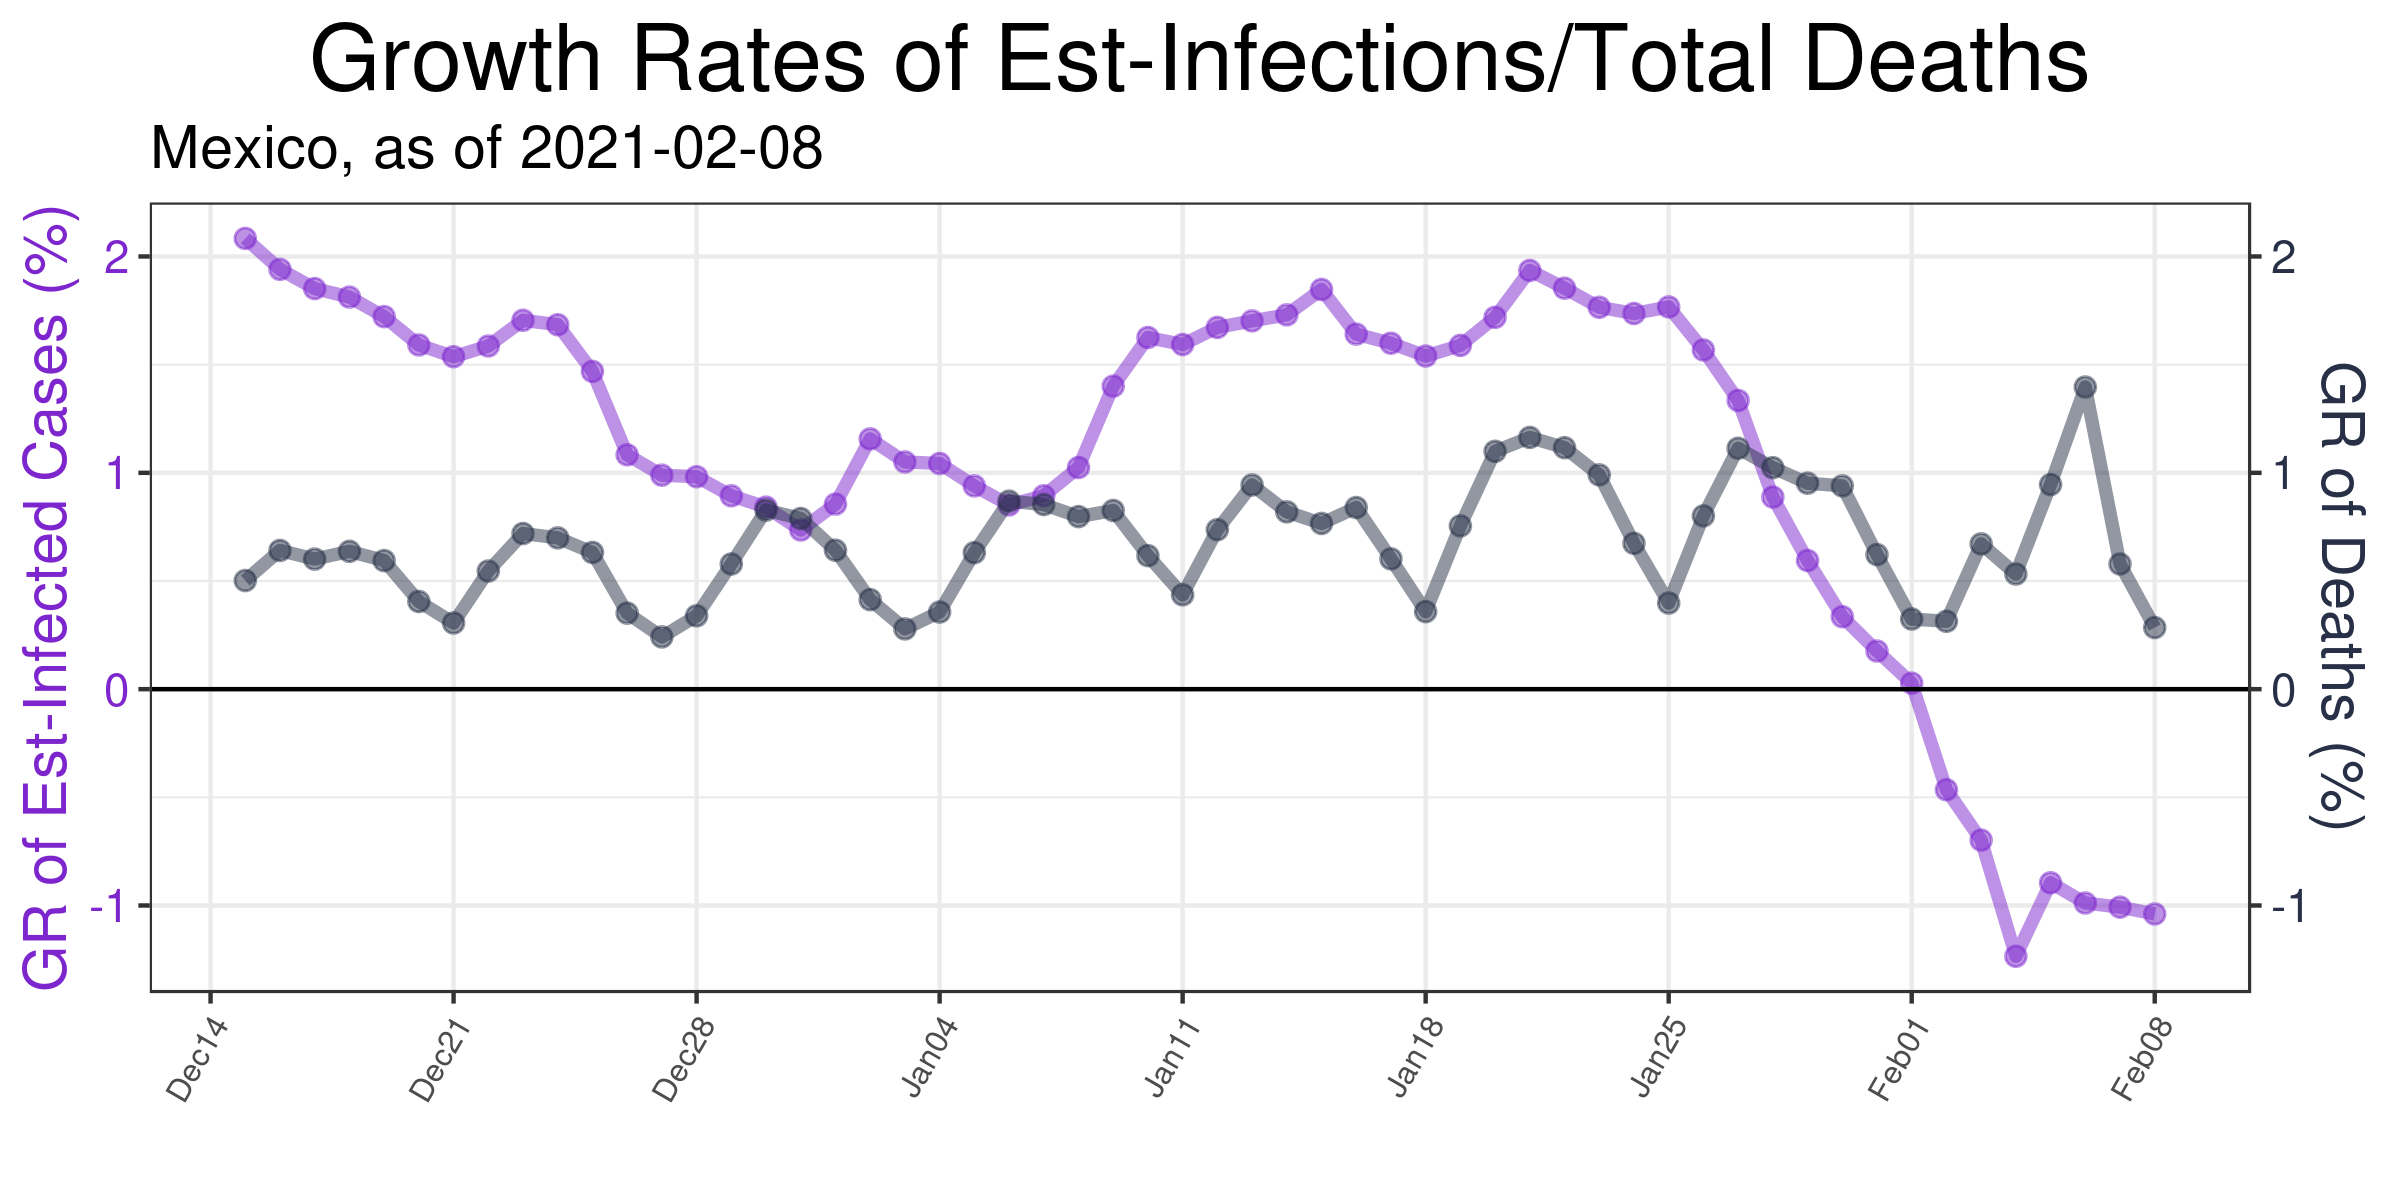 Growth Rates of Est-Infections/Total Deaths
Mexico, as of 2021-02-08
GR of Est-Infected Cases (%)
2
1
0
-1
2
1
0
-1
GR of Deaths (%)
Dec14
Dec21
Dec28
Jan04
Jan11
Jan18
Jan25
Feb01
Feb08